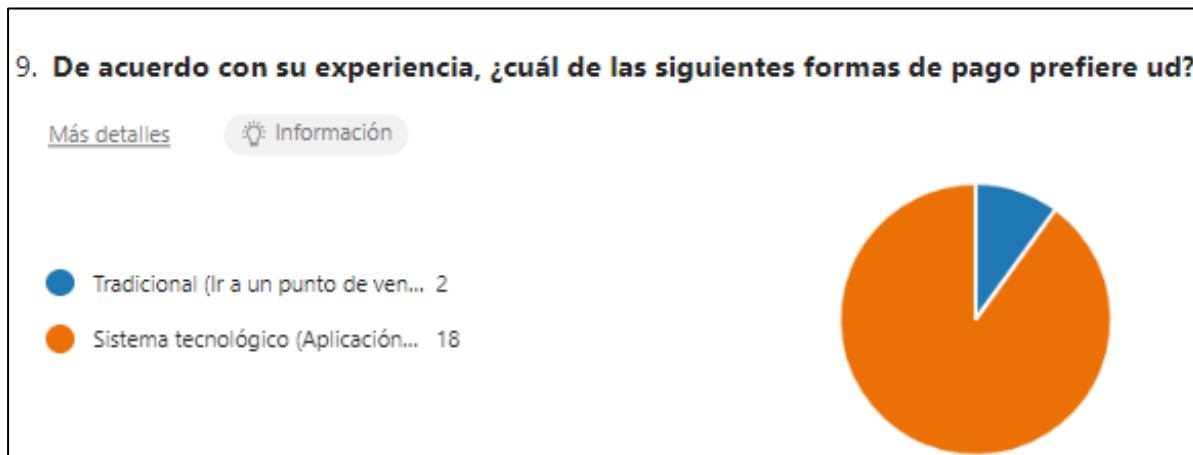 9. De acuerdo con su experiencia, ¿cuál de las siguientes formas de pago prefiere ud?
Más detalles Información
Tradicional (Ir a un punto de ven... 2
Sistema tecnológico (Aplicación... 18